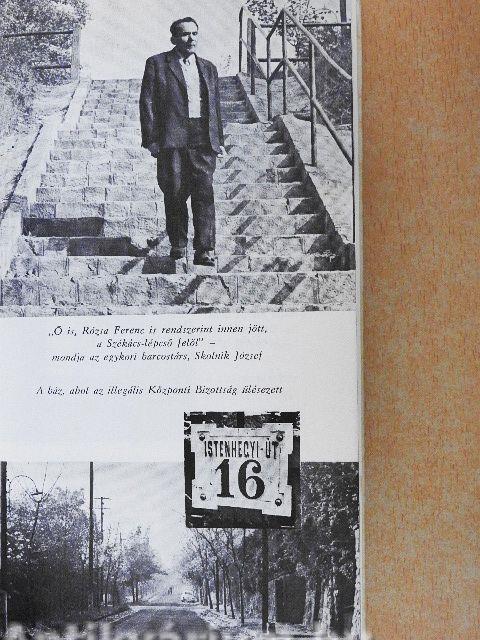 „Ő is, Rózsa Ferenc is rendszerint innen jött,
a Székács-lépcső felől" –
mondja az egykori harcostárs, Skolnik József
A ház, ahol az illegális Központi Bizottság ülésezett
ISTENHEGYI-ÚT
16